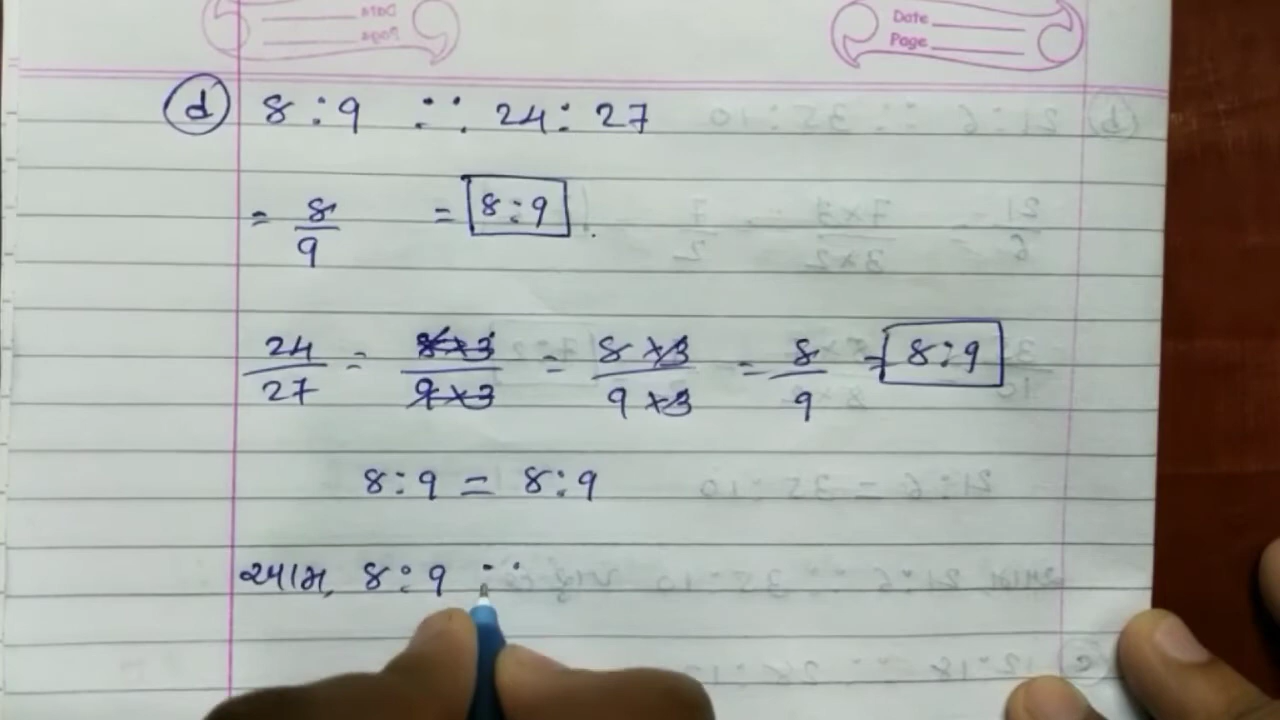 Date
Page
(d) 8 : 9 :: 24 : 27
= 8/9 = 8 : 9
24/27 = 8×3/9×3 = 8×3/9×3 = 8/9 = 8 : 9
8 : 9 = 8 : 9
8 : 9 ::